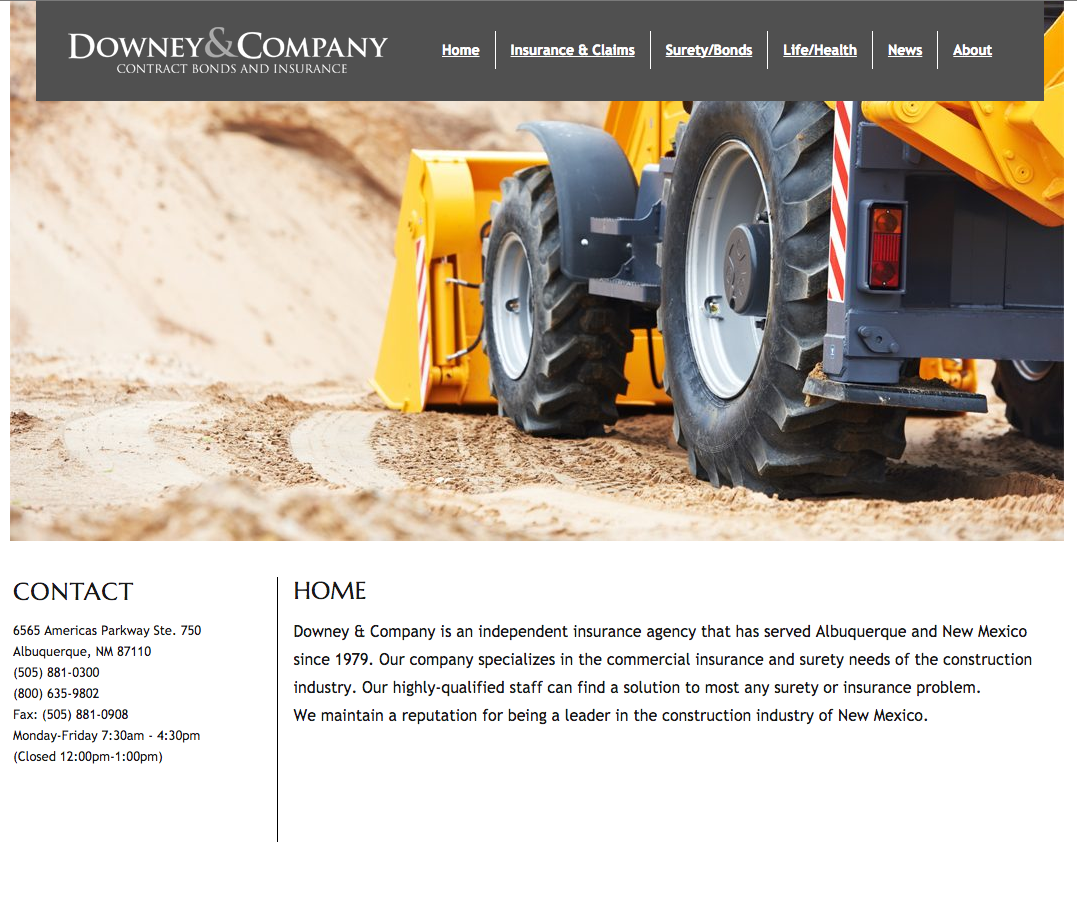 DOWNEY&COMPANY
CONTRACT BONDS AND INSURANCE
Home Insurance & Claims Surety/Bonds Life/Health News About
CONTACT
6565 Americas Parkway Ste. 750
Albuquerque, NM 87110
(505) 881-0300
(800) 635-9802
Fax: (505) 881-0908
Monday-Friday 7:30am - 4:30pm
(Closed 12:00pm-1:00pm)
HOME
Downey & Company is an independent insurance agency that has served Albuquerque and New Mexico
since 1979. Our company specializes in the commercial insurance and surety needs of the construction
industry. Our highly-qualified staff can find a solution to most any surety or insurance problem.
We maintain a reputation for being a leader in the construction industry of New Mexico.